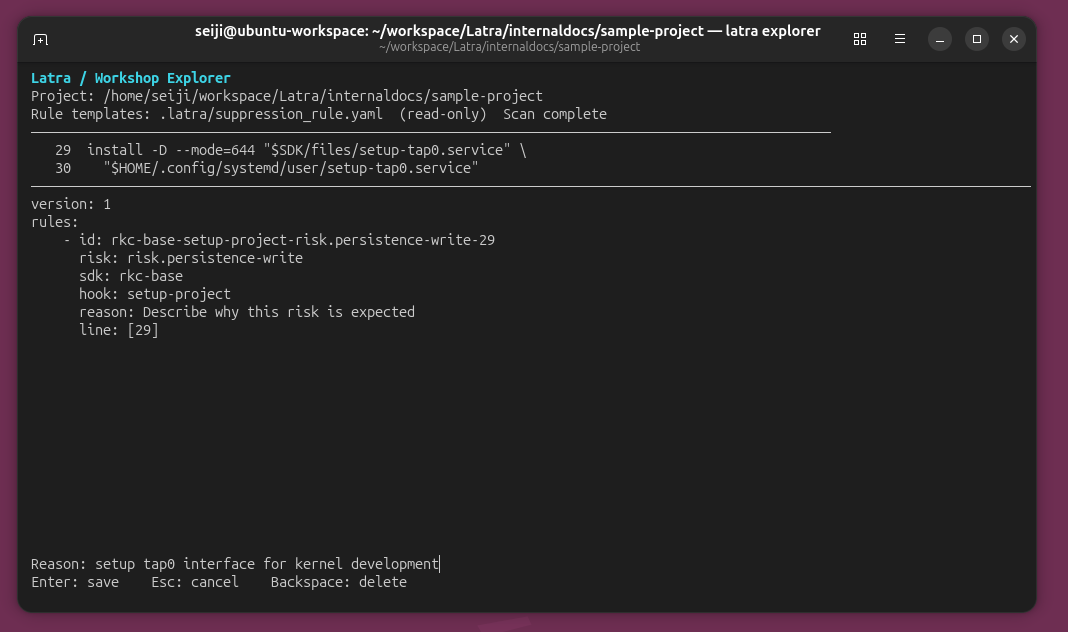 seiji@ubuntu-workspace: ~/workspace/Latra/internaldocs/sample-project — latra explorer
~/workspace/Latra/internaldocs/sample-project
Latra / Workshop Explorer
Project: /home/seiji/workspace/Latra/internaldocs/sample-project
Rule templates: .latra/suppression_rule.yaml  (read-only)  Scan complete
   29  install -D --mode=644 "$SDK/files/setup-tap0.service" \
   30    "$HOME/.config/systemd/user/setup-tap0.service"
version: 1
rules:
    - id: rkc-base-setup-project-risk.persistence-write-29
      risk: risk.persistence-write
      sdk: rkc-base
      hook: setup-project
      reason: Describe why this risk is expected
      line: [29]
Reason: setup tap0 interface for kernel development
Enter: save    Esc: cancel    Backspace: delete